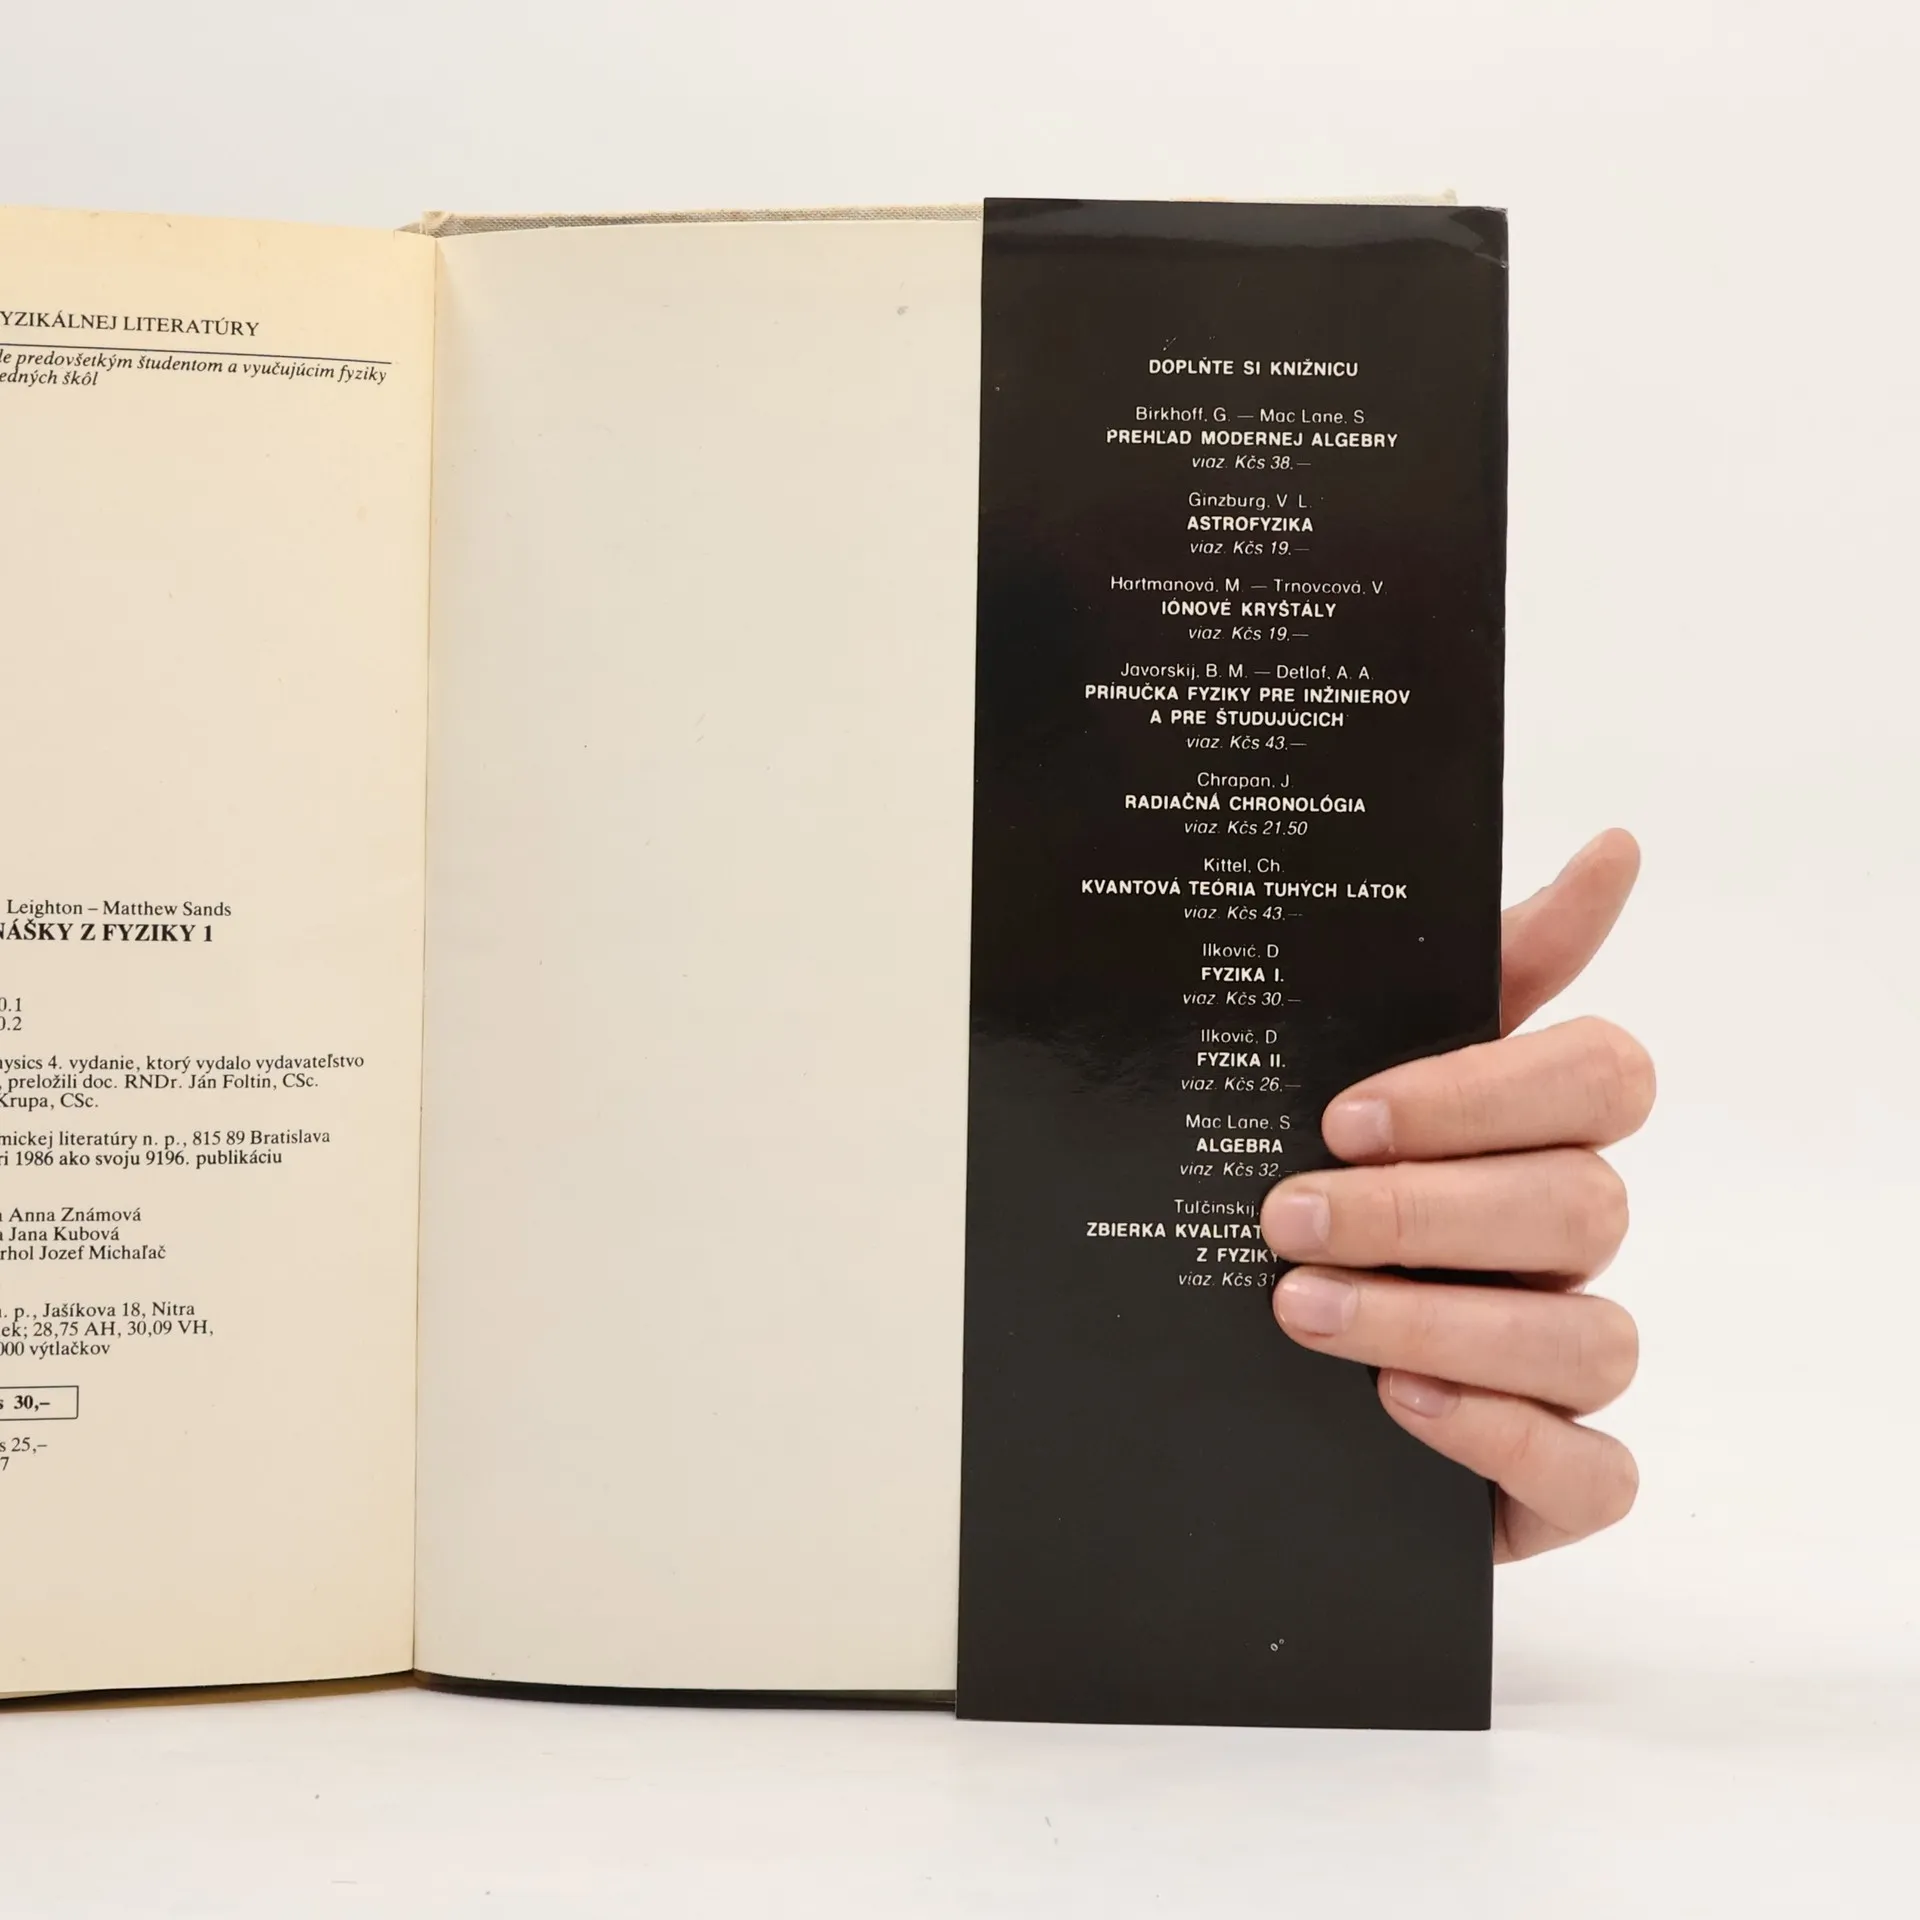 YZIKÁLNEJ LITERATÚRY
le predovšetkým študentom a vyučujúcim fyziky
edných škôl
Leighton – Matthew Sands
NÁŠKY Z FYZIKY 1
0.1
0.2
hysics 4. vydanie, ktorý vydalo vydavateľstvo
, preložili doc. RNDr. Ján Foltin, CSc.
Krupa, CSc.
mickej literatúry n. p., 815 89 Bratislava
ri 1986 ako svoju 9196. publikáciu
Anna Známová
Jana Kubová
rhol Jozef Michaľač
. p., Jašíkova 18, Nitra
ek; 28,75 AH, 30,09 VH,
000 výtlačkov
s 30,–
s 25,–
7
DOPLŇTE SI KNIŽNICU
Birkhoff, G. — Mac Lane, S
PREHĽAD MODERNEJ ALGEBRY
viaz. Kčs 38.—
Ginzburg, V L.
ASTROFYZIKA
viaz. Kčs 19.—
Hartmanová, M. — Trnovcová, V.
IÓNOVÉ KRYŠTÁLY
viaz. Kčs 19.—
Javorskij, B. M. — Detlaf, A. A.
PRÍRUČKA FYZIKY PRE INŽINIEROV
A PRE ŠTUDUJÚCICH
viaz. Kčs 43.—
Chrapan, J.
RADIAČNÁ CHRONOLÓGIA
viaz. Kčs 21.50
Kittel, Ch.
KVANTOVÁ TEÓRIA TUHÝCH LÁTOK
viaz. Kčs 43.—
Ilkovič, D
FYZIKA I.
viaz. Kčs 30.—
Ilkovič, D
FYZIKA II.
viaz. Kčs 26,—
Mac Lane, S
ALGEBRA
viaz. Kčs 32.—
Tuľčinskij,
ZBIERKA KVALITAT
Z FYZIKY
viaz. Kčs 31